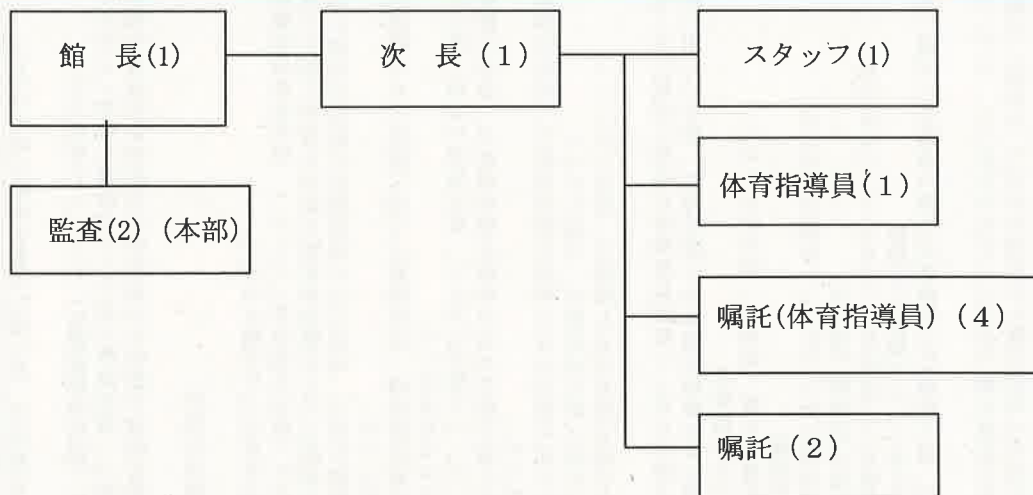 館　長(1)
次　長（１）
スタッフ(1)
体育指導員（１）
監査(2)（本部）
嘱託(体育指導員)（４）
嘱託（２）